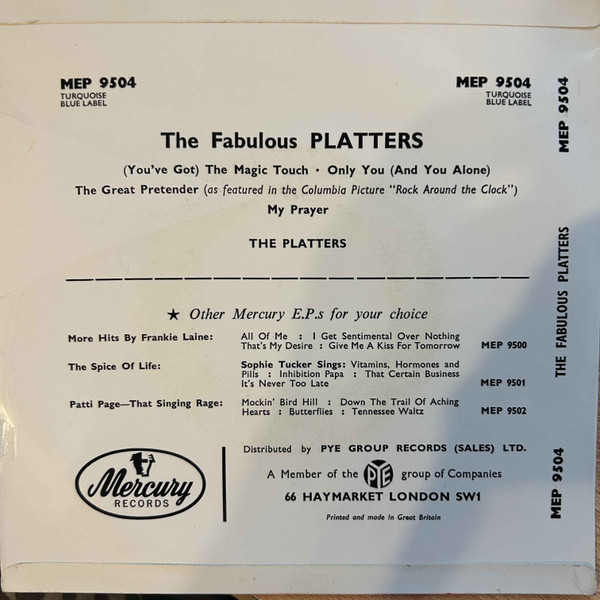 MEP 9504
TURQUOISE
BLUE LABEL
MEP 9504
TURQUOISE
BLUE LABEL
The Fabulous PLATTERS
(You've Got) The Magic Touch · Only You (And You Alone)
The Great Pretender (as featured in the Columbia Picture "Rock Around the Clock")
My Prayer
THE PLATTERS
★ Other Mercury E.P.s for your choice
More Hits By Frankie Laine: All Of Me : I Get Sentimental Over Nothing
That's My Desire : Give Me A Kiss For Tomorrow MEP 9500
The Spice Of Life: Sophie Tucker Sings: Vitamins, Hormones and
Pills : Inhibition Papa : That Certain Business
It's Never Too Late MEP 9501
Patti Page—That Singing Rage: Mockin' Bird Hill : Down The Trail Of Aching
Hearts : Butterflies : Tennessee Waltz MEP 9502
Mercury
RECORDS
Distributed by PYE GROUP RECORDS (SALES) LTD.
A Member of the PYE group of Companies
66 HAYMARKET LONDON SW1
Printed and made in Great Britain
MEP 9504
THE FABULOUS PLATTERS
MEP 9504